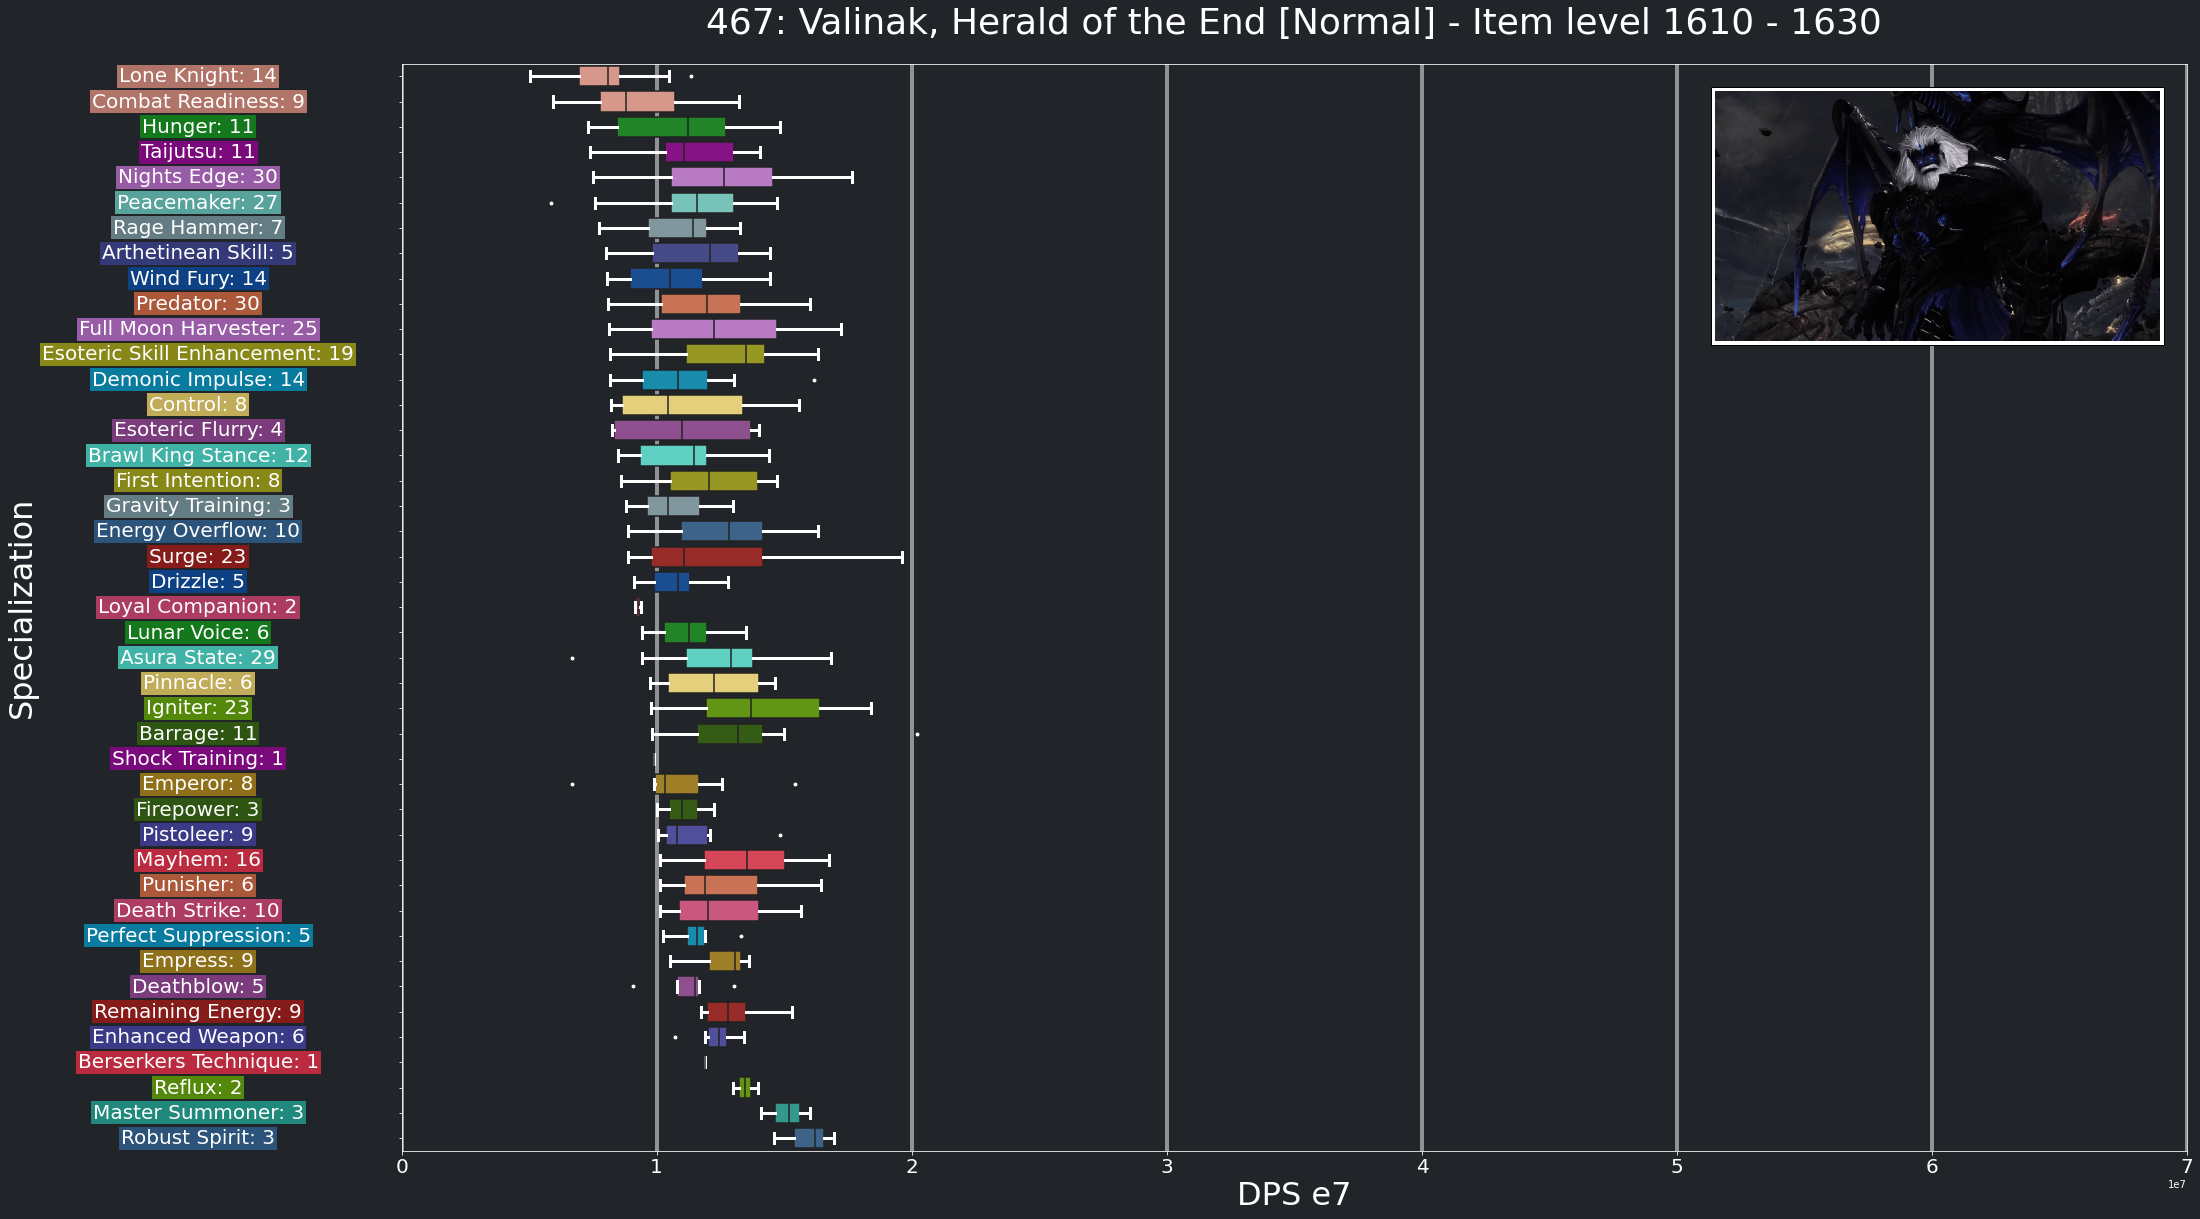 467: Valinak, Herald of the End [Normal] - Item level 1610 - 1630
Lone Knight: 14
Combat Readiness: 9
Hunger: 11
Taijutsu: 11
Nights Edge: 30
Peacemaker: 27
Rage Hammer: 7
Arthetinean Skill: 5
Wind Fury: 14
Predator: 30
Full Moon Harvester: 25
Esoteric Skill Enhancement: 19
Demonic Impulse: 14
Control: 8
Esoteric Flurry: 4
Brawl King Stance: 12
First Intention: 8
Gravity Training: 3
Energy Overflow: 10
Surge: 23
Drizzle: 5
Loyal Companion: 2
Lunar Voice: 6
Asura State: 29
Pinnacle: 6
Igniter: 23
Barrage: 11
Shock Training: 1
Emperor: 8
Firepower: 3
Pistoleer: 9
Mayhem: 16
Punisher: 6
Death Strike: 10
Perfect Suppression: 5
Empress: 9
Deathblow: 5
Remaining Energy: 9
Enhanced Weapon: 6
Berserkers Technique: 1
Reflux: 2
Master Summoner: 3
Robust Spirit: 3
Specialization
0 1 2 3 4 5 6 7
1e7
DPS e7